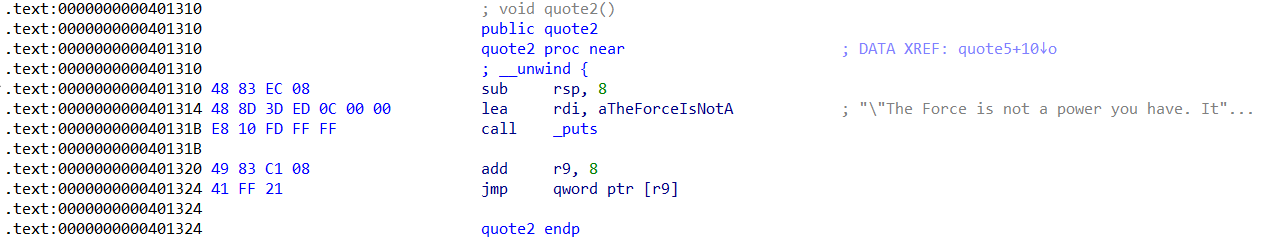 .text:0000000000401310 ; void quote2()
.text:0000000000401310 public quote2
.text:0000000000401310 quote2 proc near ; DATA XREF: quote5+10↓o
.text:0000000000401310 ; __unwind {
.text:0000000000401310 48 83 EC 08 sub rsp, 8
.text:0000000000401314 48 8D 3D ED 0C 00 00 lea rdi, aTheForceIsNotA ; "\"The Force is not a power you have. It"...
.text:000000000040131B E8 10 FD FF FF call _puts
.text:000000000040131B
.text:0000000000401320 49 83 C1 08 add r9, 8
.text:0000000000401324 41 FF 21 jmp qword ptr [r9]
.text:0000000000401324
.text:0000000000401324 quote2 endp